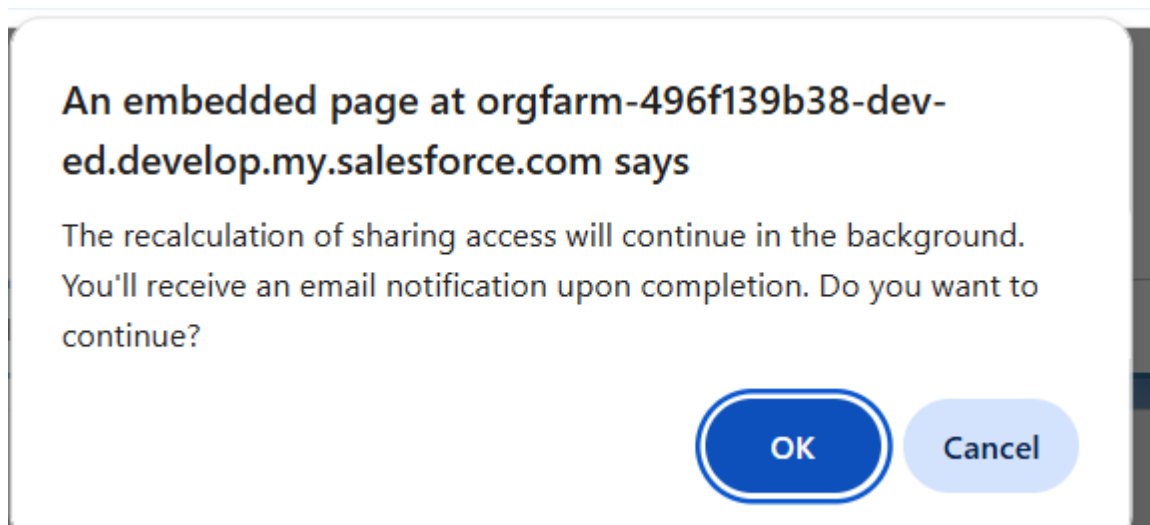 An embedded page at orgfarm-496f139b38-dev-
ed.develop.my.salesforce.com says
The recalculation of sharing access will continue in the background.
You'll receive an email notification upon completion. Do you want to
continue?
OK
Cancel